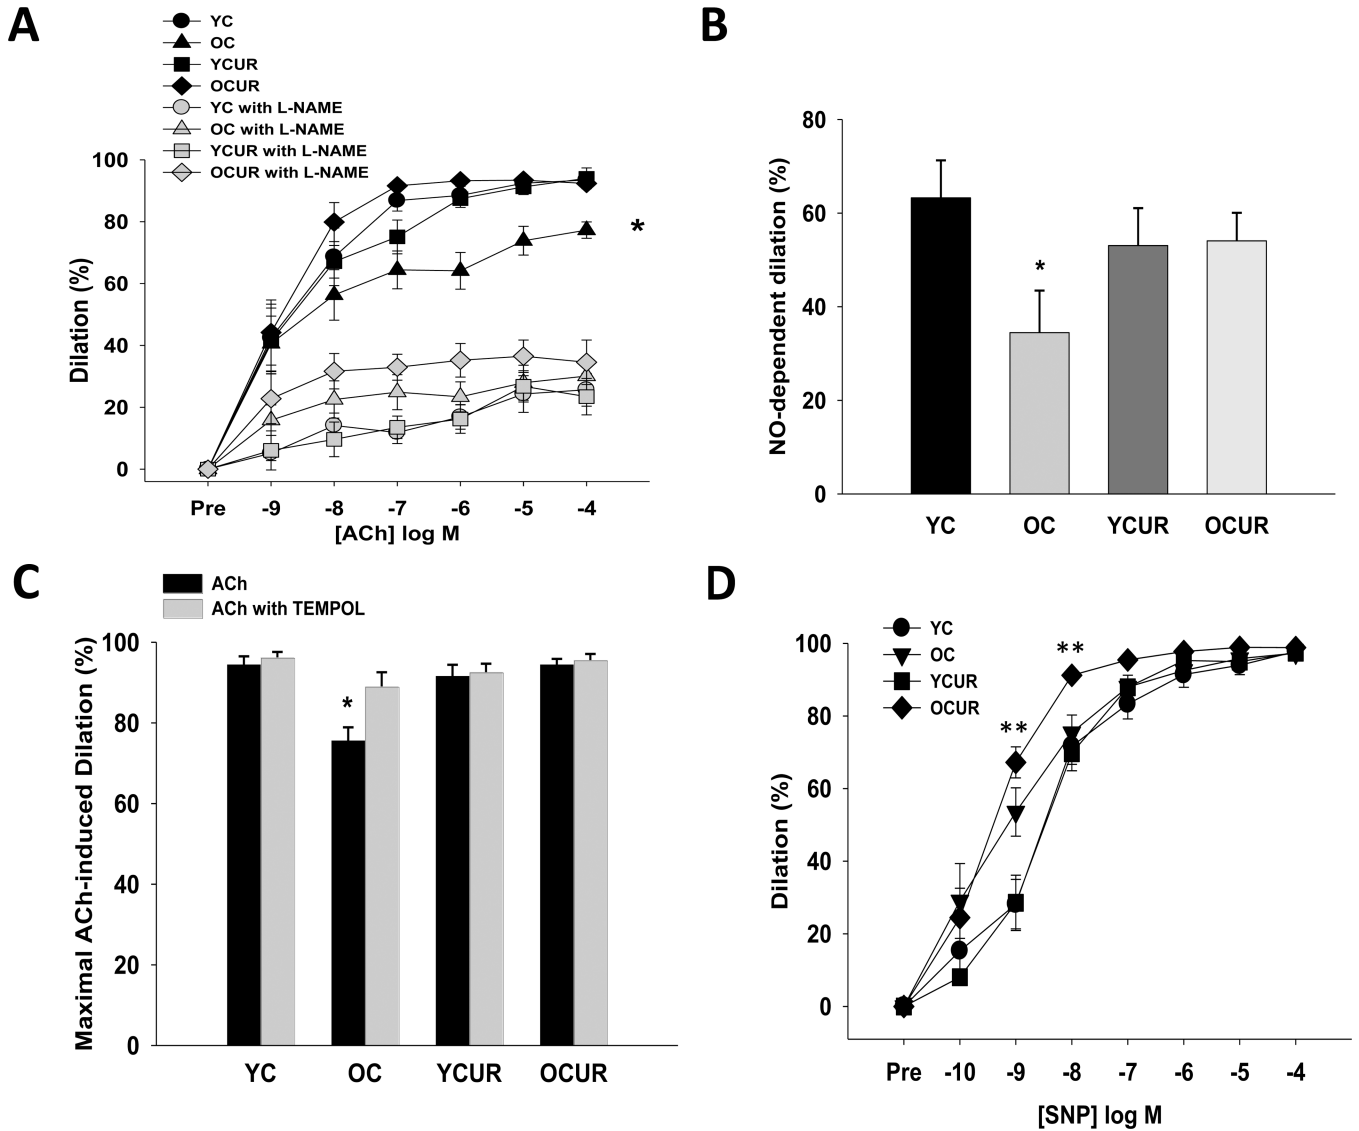 A
YC
OC
YCUR
OCUR
YC with L-NAME
OC with L-NAME
YCUR with L-NAME
OCUR with L-NAME
Dilation (%)
100
80
60
40
20
0
*
Pre -9 -8 -7 -6 -5 -4
[ACh] log M
B
NO-dependent dilation (%)
80
60
40
20
0
*
YC OC YCUR OCUR
C
ACh
ACh with TEMPOL
Maximal ACh-induced Dilation (%)
100
80
60
40
20
0
*
YC OC YCUR OCUR
D
YC
OC
YCUR
OCUR
Dilation (%)
100
80
60
40
20
0
**
**
Pre -10 -9 -8 -7 -6 -5 -4
[SNP] log M